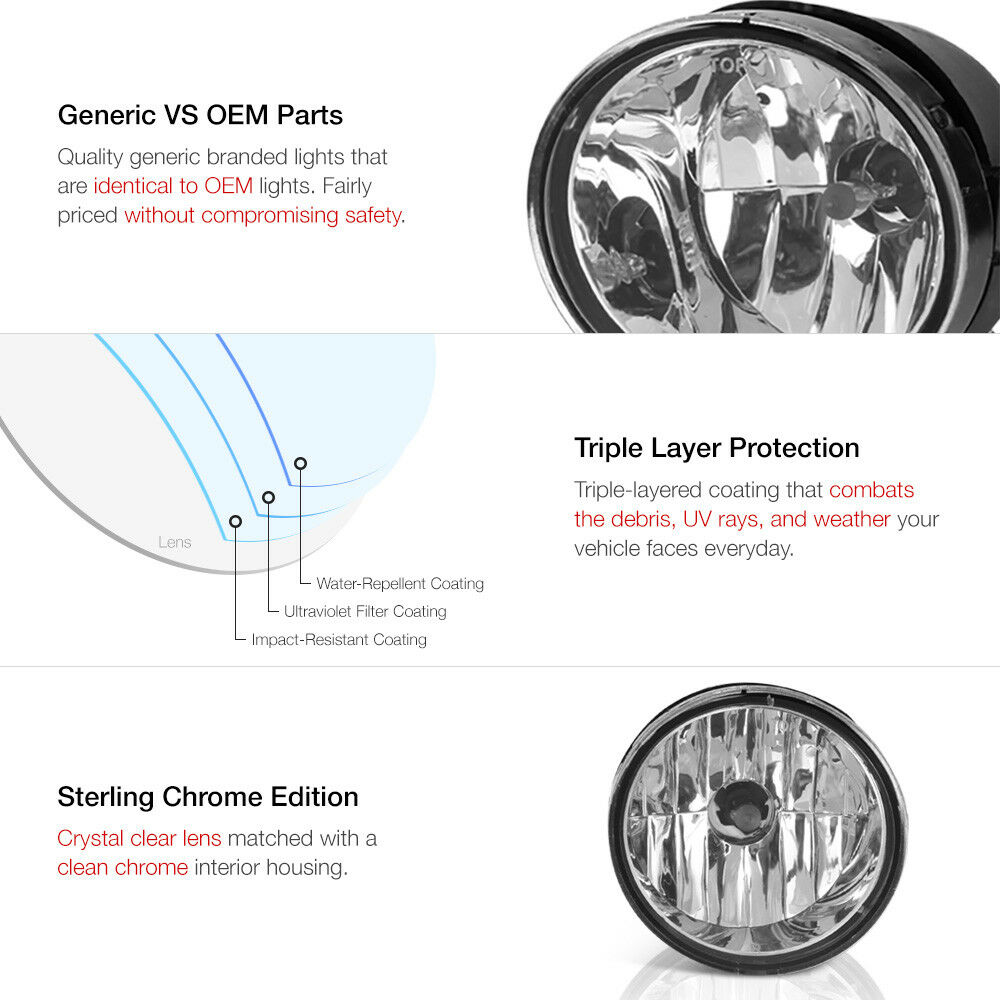 TOP
Generic VS OEM Parts
Quality generic branded lights that
are identical to OEM lights. Fairly
priced without compromising safety.
Lens
Water-Repellent Coating
Ultraviolet Filter Coating
Impact-Resistant Coating
Triple Layer Protection
Triple-layered coating that combats
the debris, UV rays, and weather your
vehicle faces everyday.
Sterling Chrome Edition
Crystal clear lens matched with a
clean chrome interior housing.